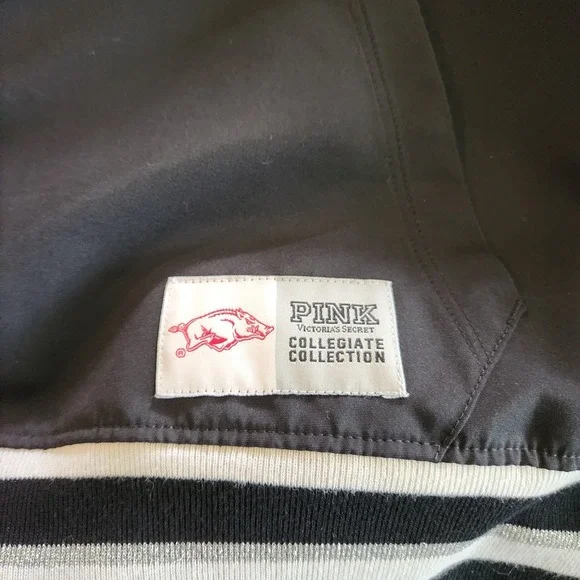 PINK
VICTORIA'S SECRET
COLLEGIATE
COLLECTION
®